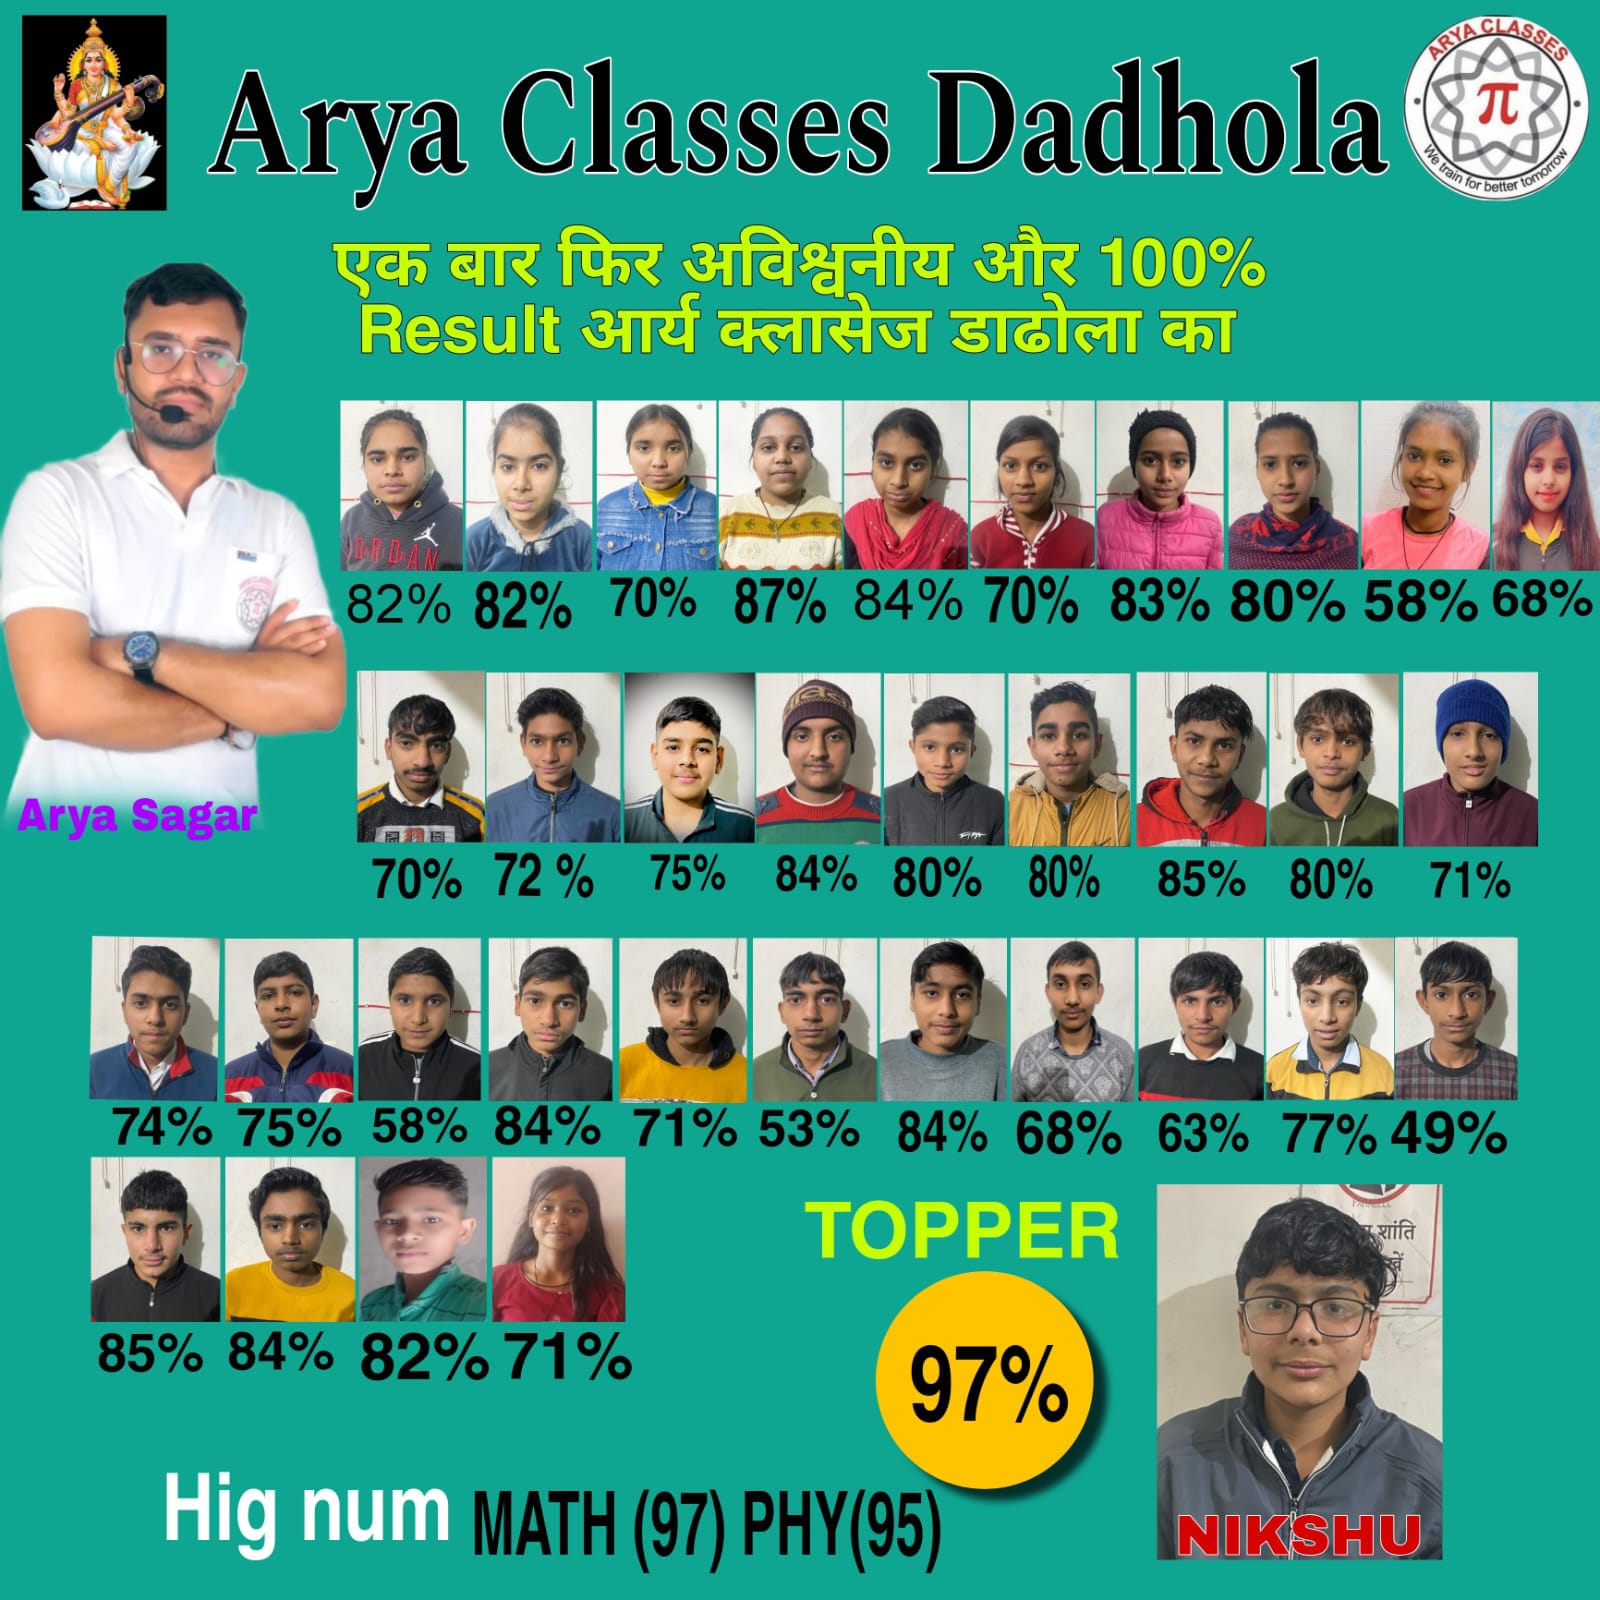 Arya Classes Dadhola
ARYA CLASSES
π
We train for better tomorrow
एक बार फिर अविश्वनीय और 100%
Result आर्य क्लासेज डाढोला का
Arya Sagar
JORDAN
82% 82% 70% 87% 84% 70% 83% 80% 58% 68%
70% 72 % 75% 84% 80% 80% 85% 80% 71%
74% 75% 58% 84% 71% 53% 84% 68% 63% 77% 49%
85% 84% 82% 71%
TOPPER
97%
शांति
NIKSHU
Hig num MATH (97) PHY(95)